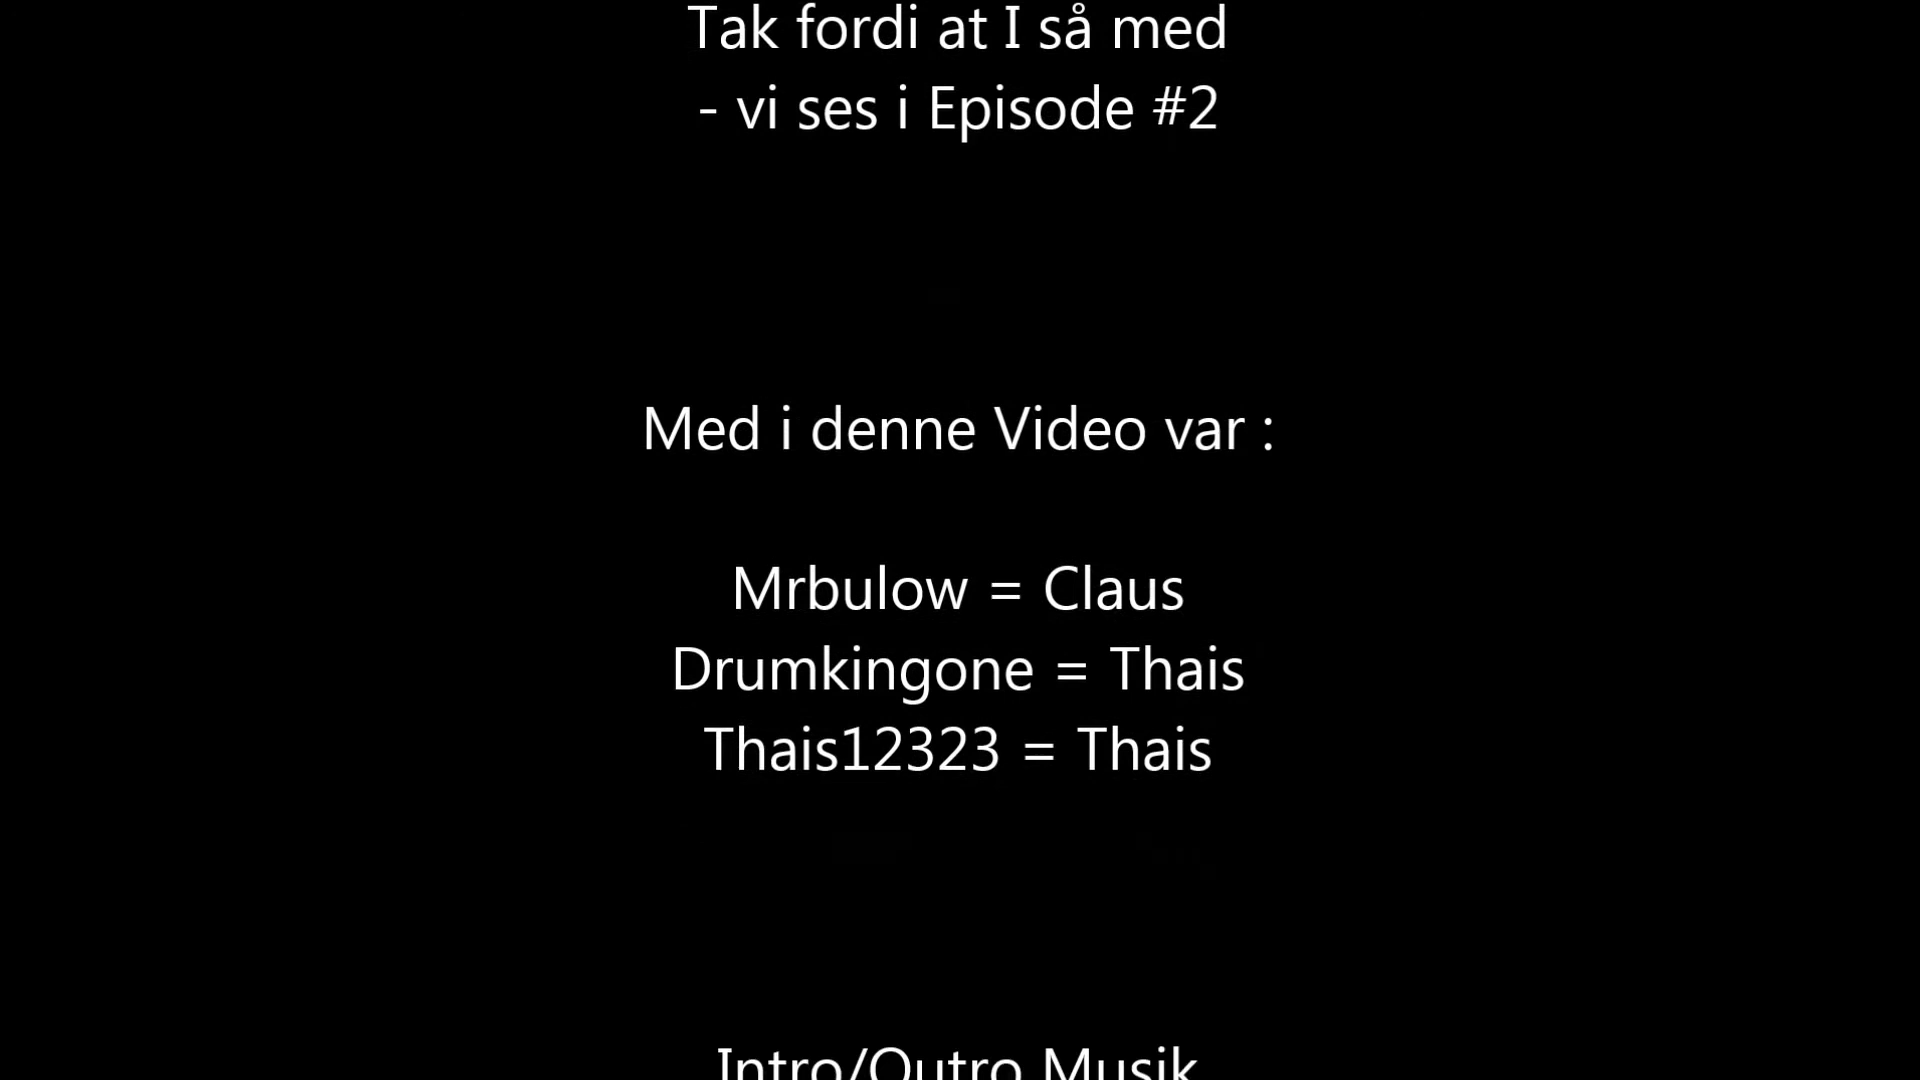 Tak fordi at I så med
- vi ses i Episode #2
Med i denne Video var :
Mrbulow = Claus
Drumkingone = Thais
Thais12323 = Thais
Intro/Outro Musik